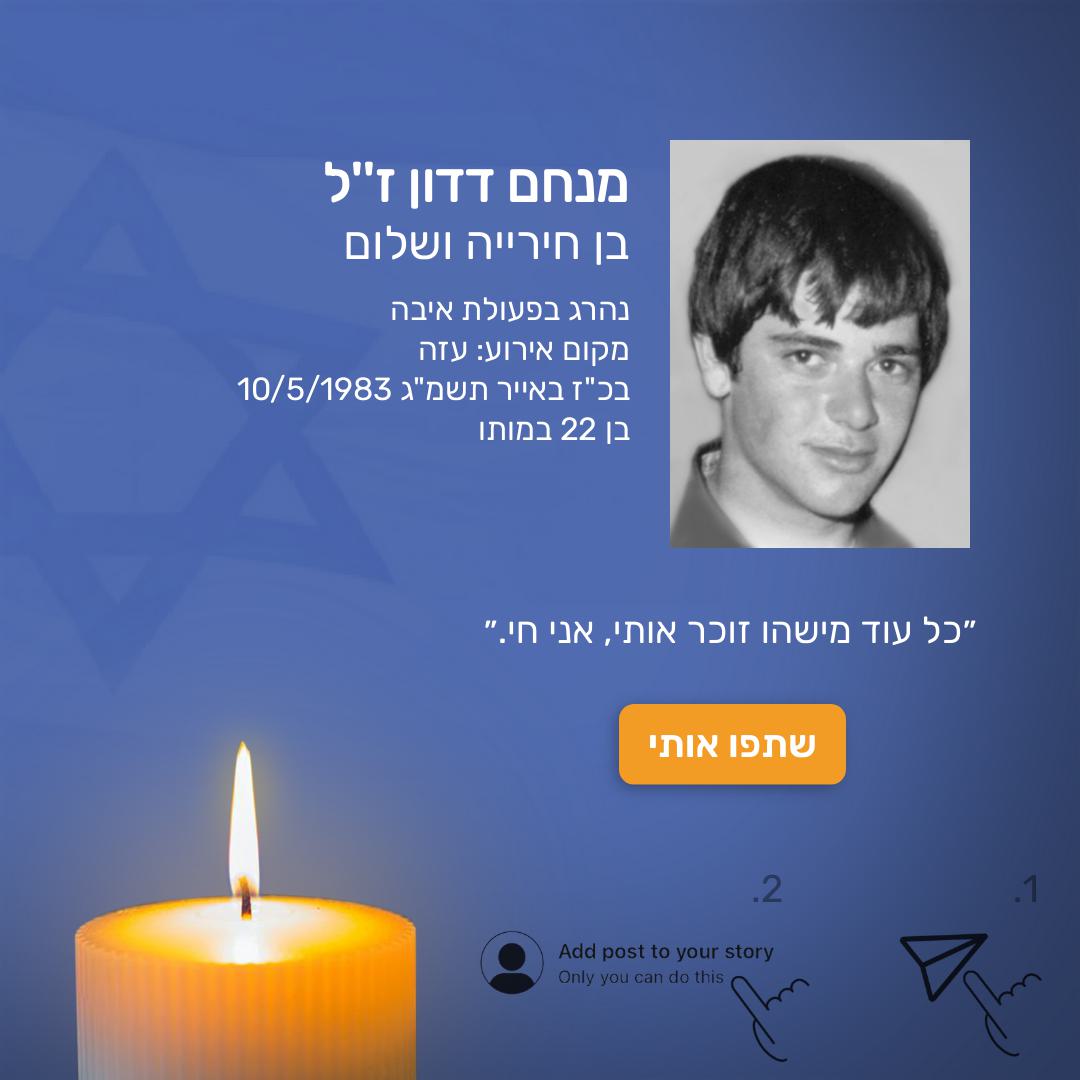 מנחם דדון ז"ל
בן חירייה ושלום
נהרג בפעולת איבה
מקום אירוע: עזה
בכ"ז באייר תשמ"ג 10/5/1983
בן 22 במותו
״כל עוד מישהו זוכר אותי, אני חי.״
שתפו אותי
.1
.2
Add post to your story
Only you can do this